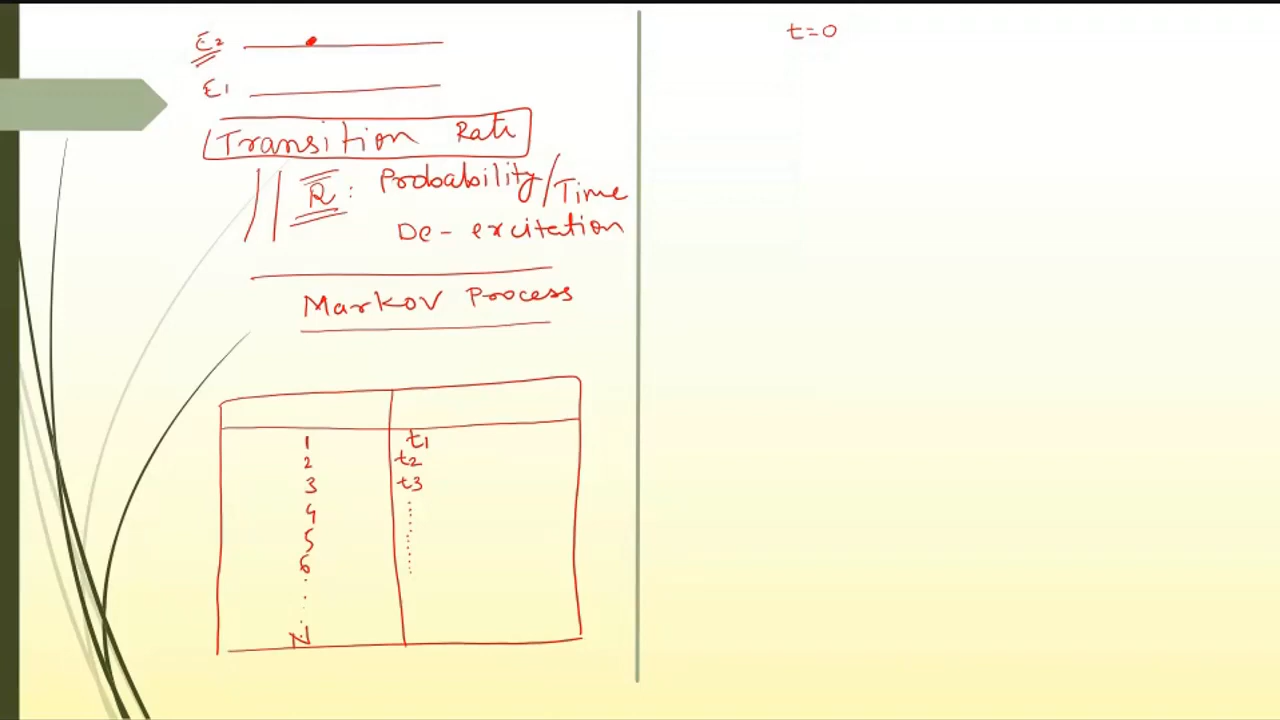 E2
E1
Transition Rate
R : Probability/Time
De-excitation
Markov Process
1 t1
2 t2
3 t3
4
5
6
N
t=0